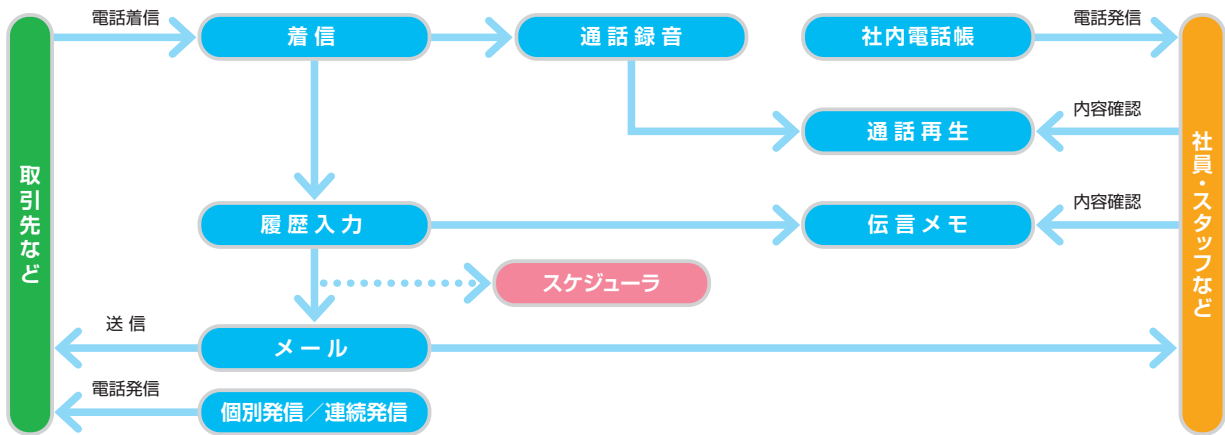 電話着信
着信
通話録音
社内電話帳
電話発信
通話再生
内容確認
取引先など
社員・スタッフなど
履歴入力
伝言メモ
内容確認
スケジューラ
送信
メール
電話発信
個別発信／連続発信